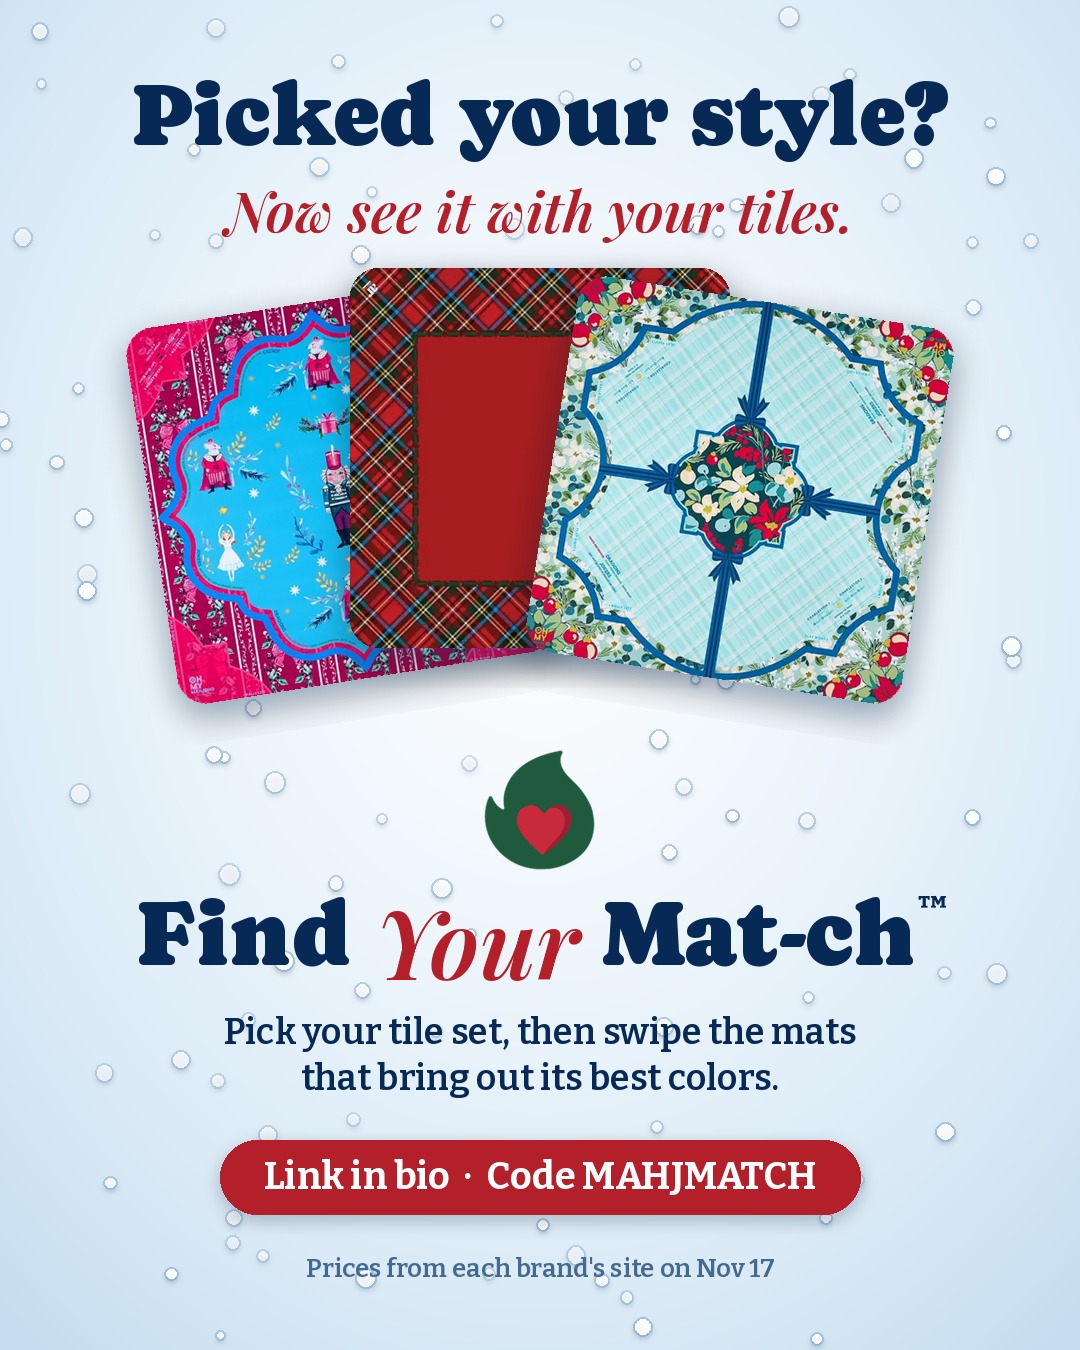 Picked your style?
Now see it with your tiles.
OH
MY
Find Your Mat-ch™
Pick your tile set, then swipe the mats
that bring out its best colors.
Link in bio · Code MAHJMATCH
Prices from each brand's site on Nov 17